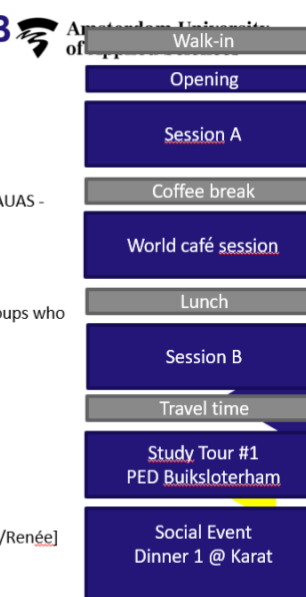 3
Walk-in
Opening
Session A
Coffee break
AUAS -
World café session
Lunch
oups who
Session B
Travel time
Study Tour #1
PED Buiksloterham
/Renée]
Social Event
Dinner 1 @ Karat